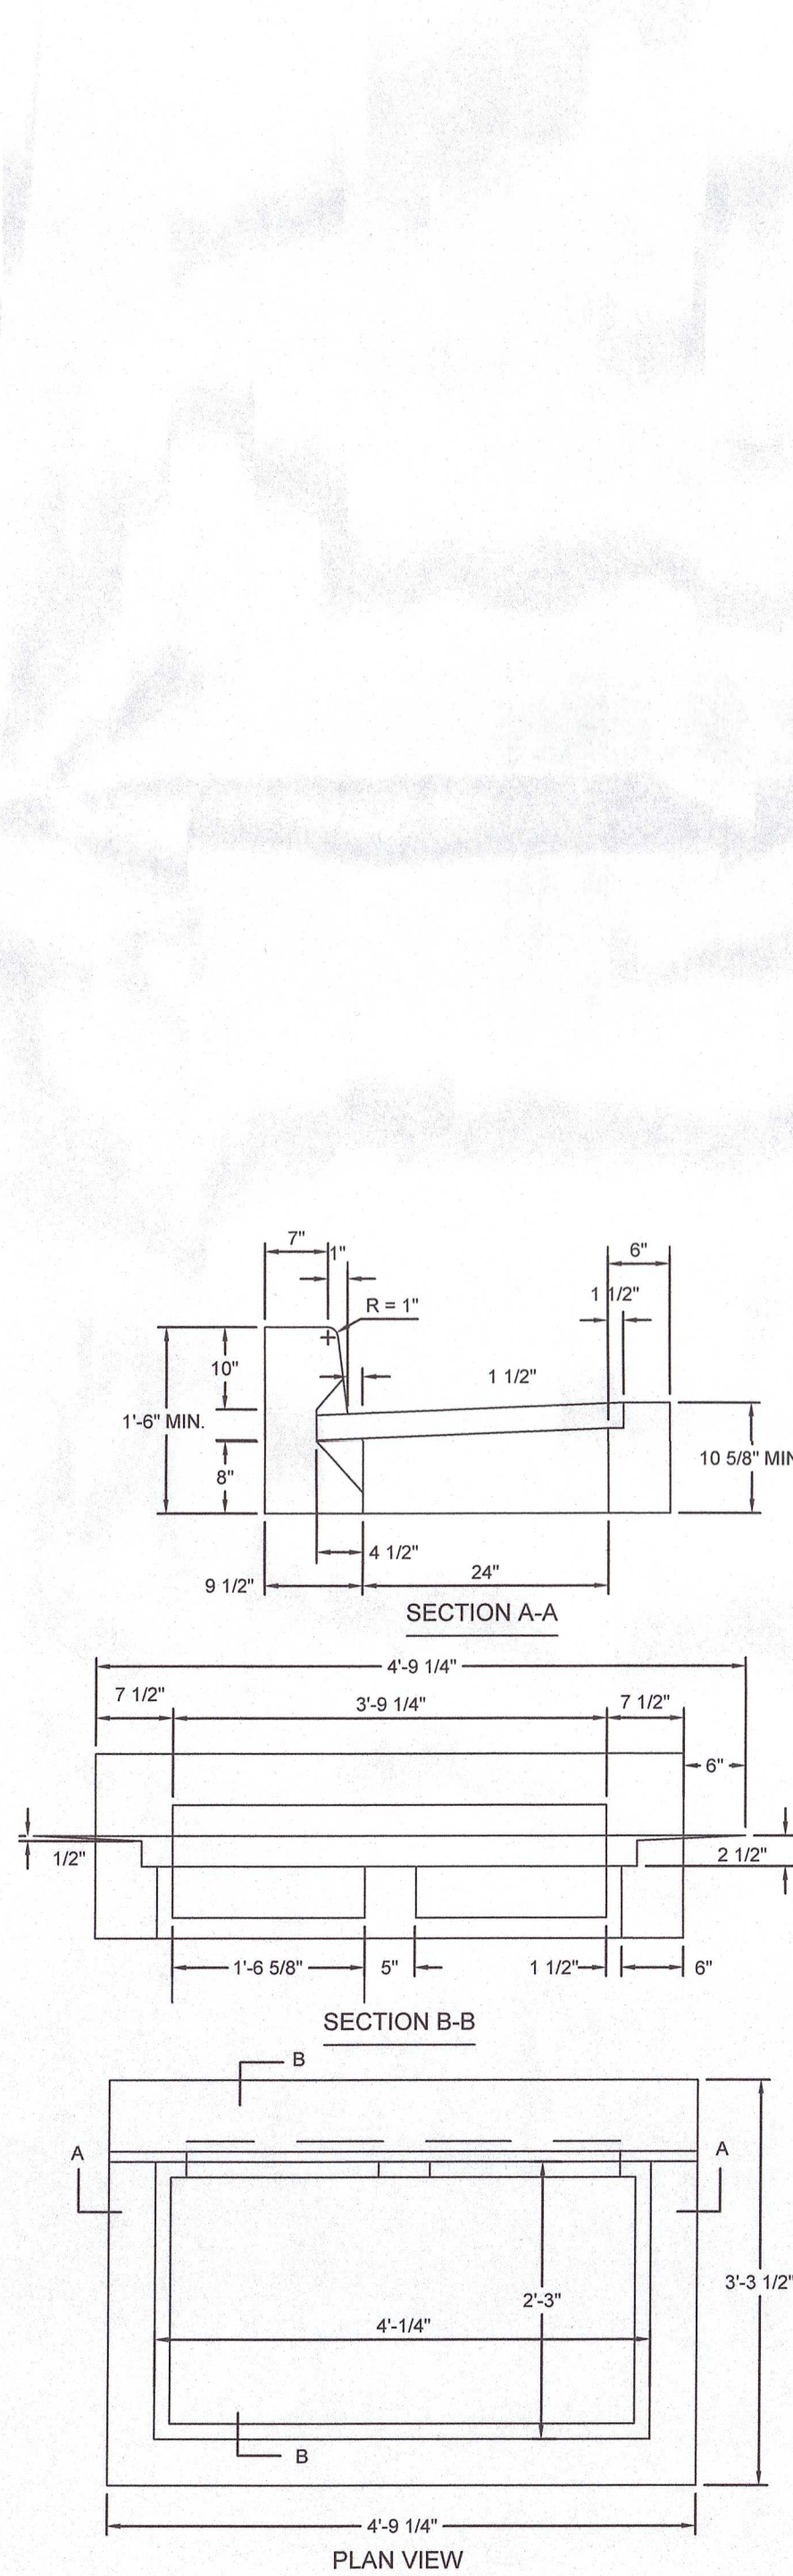 7"
1"
6"
1 1/2"
R = 1"
10"
1 1/2"
1'-6" MIN.
10 5/8" MIN
8"
4 1/2"
24"
9 1/2"
SECTION A-A
4'-9 1/4"
7 1/2"
3'-9 1/4"
7 1/2"
6"
1/2"
2 1/2"
1'-6 5/8"
5"
1 1/2"
6"
SECTION B-B
B
A
A
3'-3 1/2"
2'-3"
4'-1/4"
B
4'-9 1/4"
PLAN VIEW